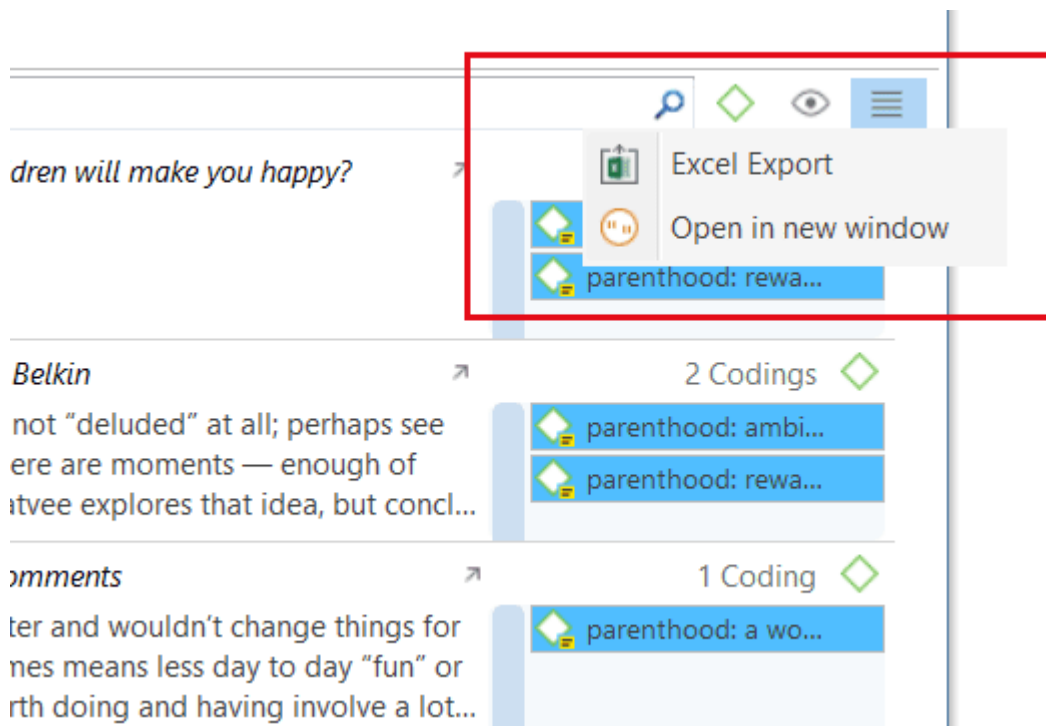 dren will make you happy?
Excel Export
Open in new window
parenthood: rewa...
Belkin
2 Codings
not “deluded” at all; perhaps see
ere are moments — enough of
atvee explores that idea, but concl...
parenthood: ambi...
parenthood: rewa...
omments
1 Coding
ter and wouldn’t change things for
mes means less day to day “fun” or
rth doing and having involve a lot...
parenthood: a wo...